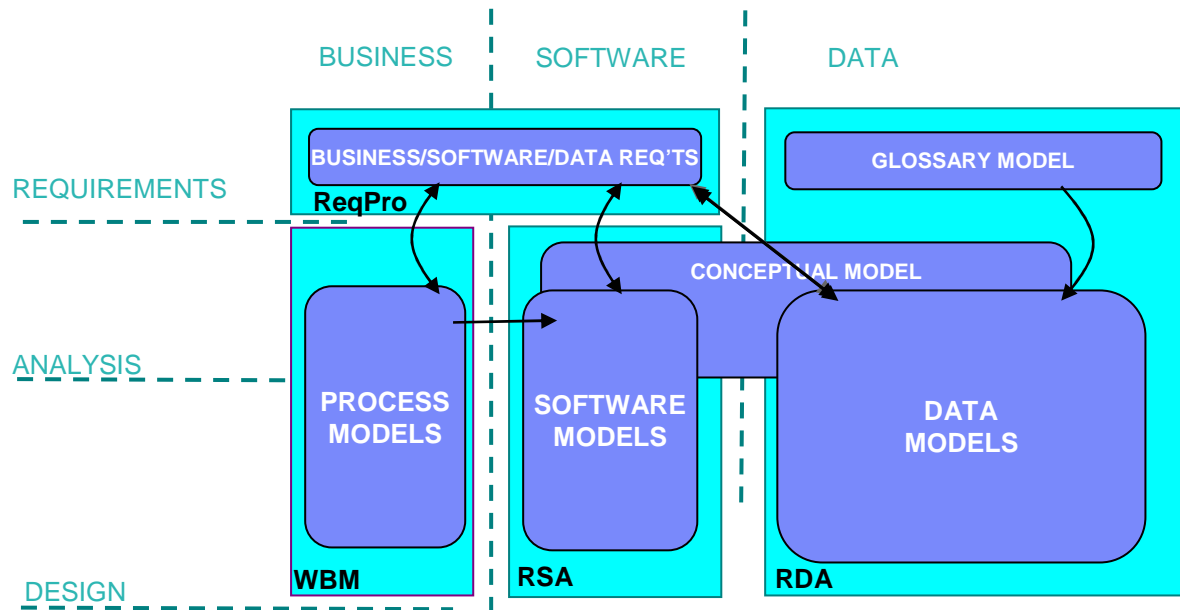 BUSINESS
SOFTWARE
DATA
BUSINESS/SOFTWARE/DATA REQ'TS
GLOSSARY MODEL
REQUIREMENTS
ReqPro
CONCEPTUAL MODEL
ANALYSIS
PROCESS
MODELS
SOFTWARE
MODELS
DATA
MODELS
WBM
RSA
RDA
DESIGN